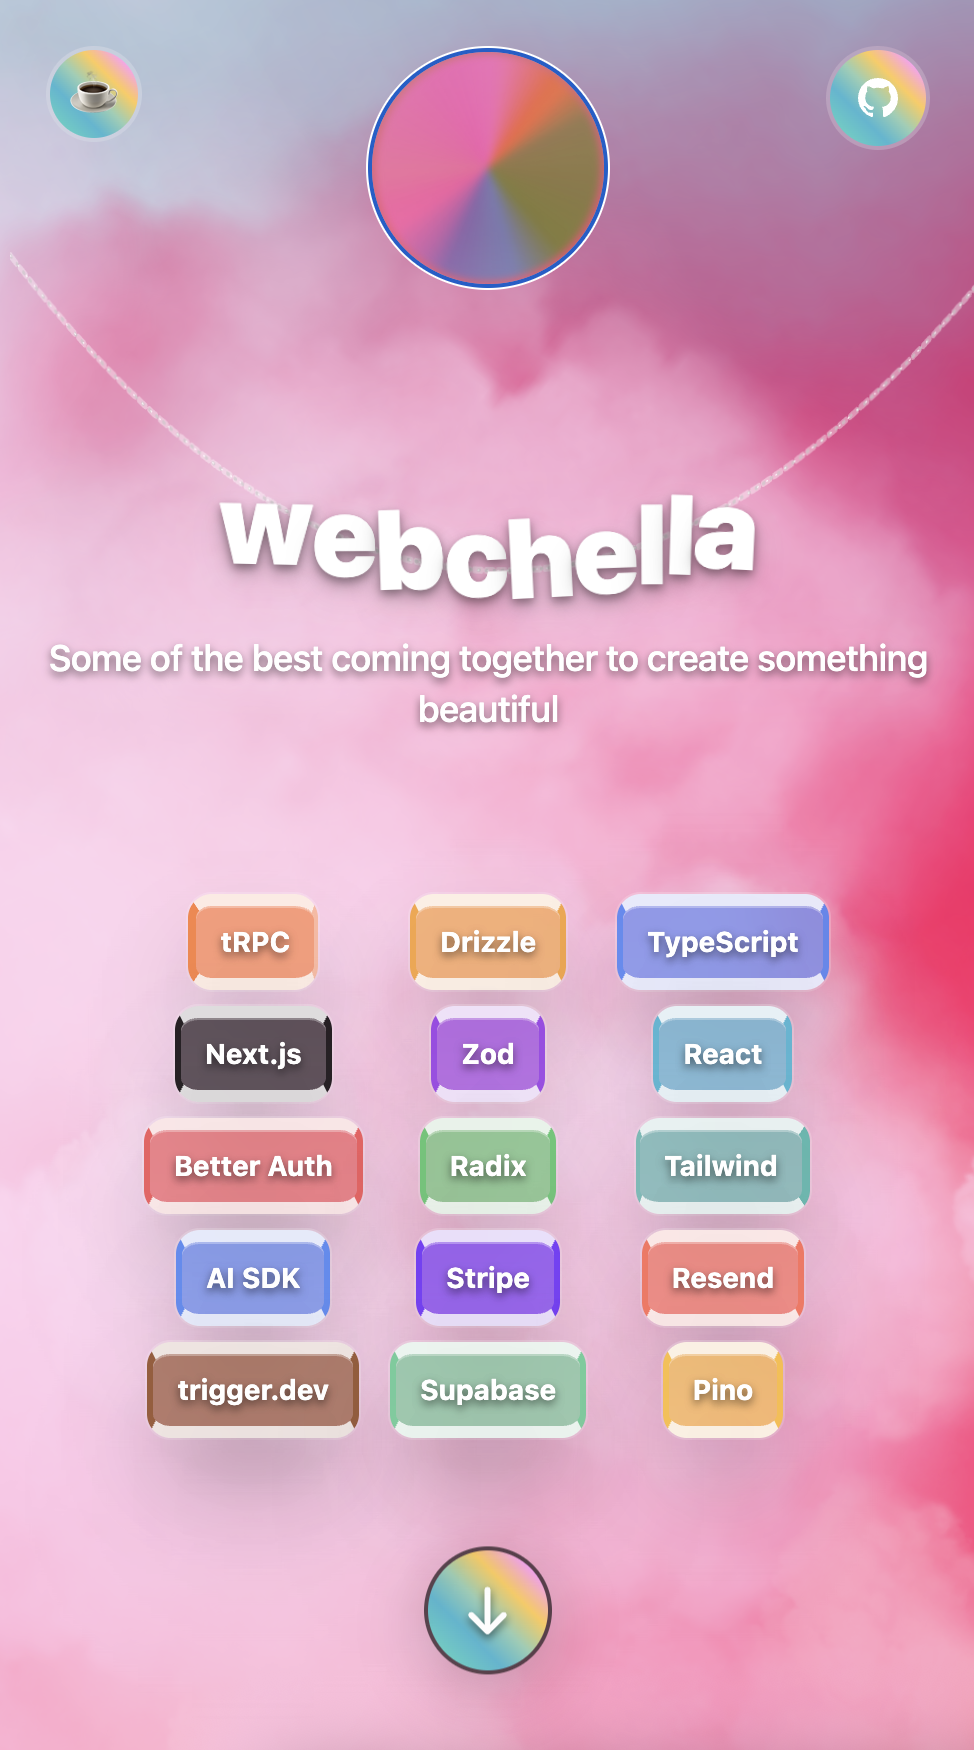 webchella
Some of the best coming together to create something
beautiful
tRPC Drizzle TypeScript
Next.js Zod React
Better Auth Radix Tailwind
AI SDK Stripe Resend
trigger.dev Supabase Pino